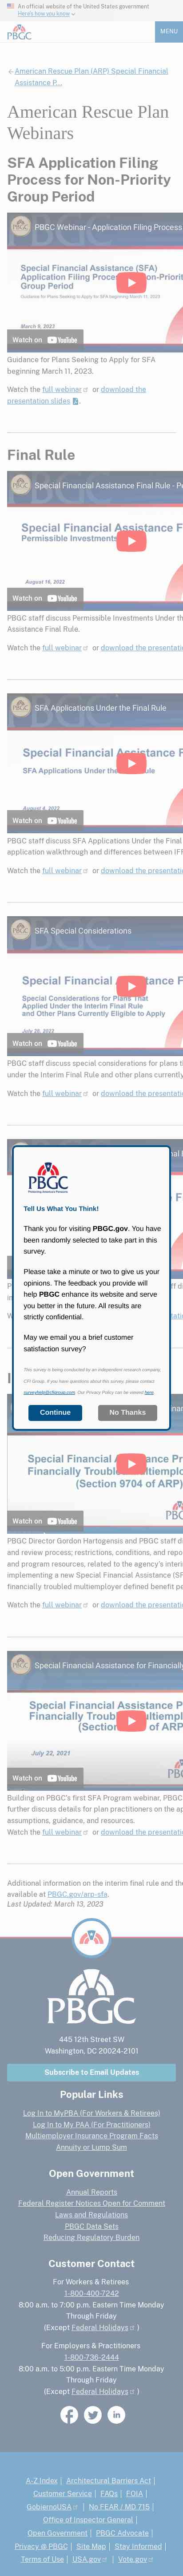 An official website of the United States government
Here's how you know
PBGC
MENU
American Rescue Plan (ARP) Special Financial
Assistance P...
American Rescue Plan
Webinars
SFA Application Filing
Process for Non-Priority
Group Period
PBGC Webinar - Application Filing Process
Special Financial Assistance (SFA)
Application Filing Process for Non-Priorit
Group Period
Guidance for Plans Seeking to Apply for SFA beginning March 11, 2023
March 9, 2023
Watch on YouTube
Guidance for Plans Seeking to Apply for SFA
beginning March 11, 2023.
Watch the full webinar or download the
presentation slides.
Final Rule
Special Financial Assistance Final Rule - Pe
Special Financial Assistance F
Permissible Investments
August 16, 2022
Watch on YouTube
PBGC staff discuss Permissible Investments Under the
Assistance Final Rule.
Watch the full webinar or download the presentati
SFA Applications Under the Final Rule
Special Financial Assistance F
SFA Applications Under the Rule
August 4, 2022
Watch on YouTube
PBGC staff discuss SFA Applications Under the Final
application walkthrough and differences between IFF
Watch the full webinar or download the presentati
SFA Special Considerations
Special Financial Assistance F
Special Considerations for Plans That
Applied Under the Interim Final Rule
and Other Plans Currently Eligible to Apply
July 28, 2022
Watch on YouTube
PBGC staff discuss special considerations for plans t
under the Interim Final Rule and other plans currently
Watch the full webinar or download the presentati
PBGC
Tell Us What You Think!
Thank you for visiting PBGC.gov. You have
been randomly selected to take part in this
survey.
Please take a minute or two to give us your
opinions. The feedback you provide will
help PBGC enhance its website and serve
you better in the future. All results are
strictly confidential.
May we email you a brief customer
satisfaction survey?
This survey is being conducted by an independent research company,
CFI Group. If you have questions about this survey, please contact
surveyhelp@cfigroup.com. Our Privacy Policy can be viewed here.
Continue
No Thanks
Special Financial Assistance P
Financially Troubled Multiemple
(Section 9704 of ARP)
Watch on YouTube
PBGC Director Gordon Hartogensis and PBGC staff d
and review process; restrictions, conditions, and repo
and program resources, related to the agency's interi
implementing a new Special Financial Assistance (SF
financially troubled multiemployer defined benefit pe
Watch the full webinar or download the presentati
Special Financial Assistance for Financially
Special Financial Assistance P
Financially Troubled Multiempl
(Section of ARP
July 22, 2021
Watch on YouTube
Building on PBGC's first SFA Program webinar, PBGC
further discuss details for plan practitioners on the ap
assumptions, guidance, and resources.
Watch the full webinar or download the presentati
Additional information on the interim final rule and
available at PBGC.gov/arp-sfa.
Last Updated: March 13, 2023
PBGC
445 12th Street SW
Washington, DC 20024-2101
Subscribe to Email Updates
Popular Links
Log In to MyPBA (For Workers & Retirees)
Log In to My PAA (For Practitioners)
Multiemployer Insurance Program Facts
Annuity or Lump Sum
Open Government
Annual Reports
Federal Register Notices Open for Comment
Laws and Regulations
PBGC Data Sets
Reducing Regulatory Burden
Customer Contact
For Workers & Retirees
1-800-400-7242
8:00 a.m. to 7:00 p.m. Eastern Time Monday
Through Friday
(Except Federal Holidays )
For Employers & Practitioners
1-800-736-2444
8:00 a.m. to 5:00 p.m. Eastern Time Monday
Through Friday
(Except Federal Holidays )
A-Z Index | Architectural Barriers Act |
Customer Service | FAQs | FOIA |
GobiernoUSA | No FEAR / MD 715 |
Office of Inspector General |
Open Government | PBGC Advocate |
Privacy @ PBGC | Site Map | Stay Informed |
Terms of Use | USA.gov | Vote.gov